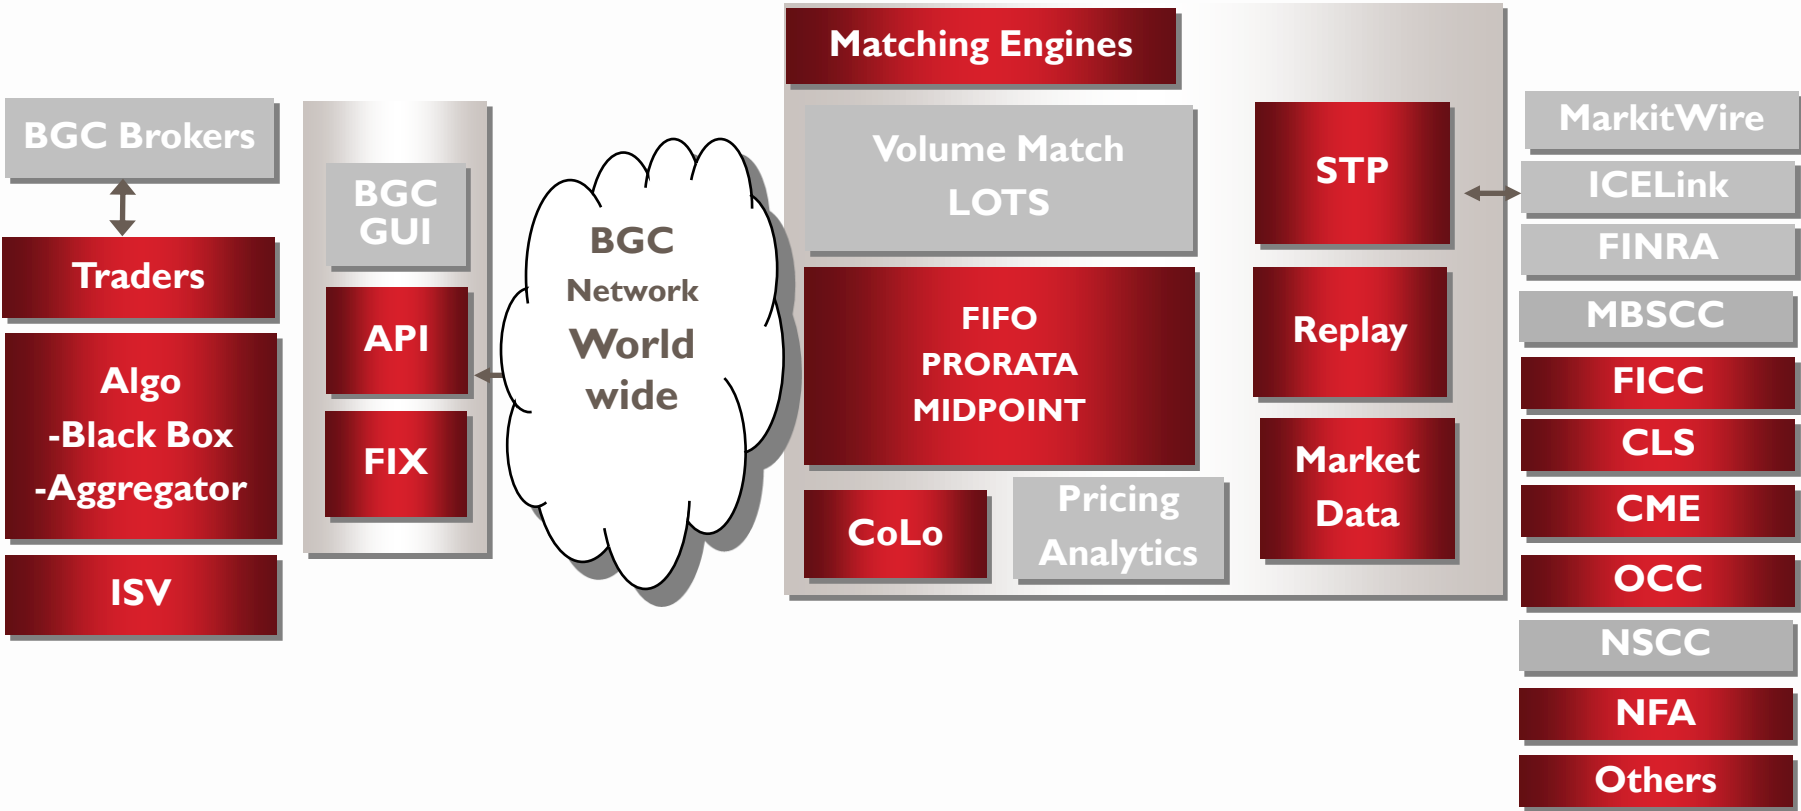 BGC Brokers
Traders
Algo
-Black Box
-Aggregator
ISV
BGC
GUI
API
FIX
BGC
Network
World
wide
Matching Engines
Volume Match
LOTS
FIFO
PRORATA
MIDPOINT
CoLo
Pricing
Analytics
STP
Replay
Market
Data
MarkitWire
ICELink
FINRA
MBSCC
FICC
CLS
CME
OCC
NSCC
NFA
Others